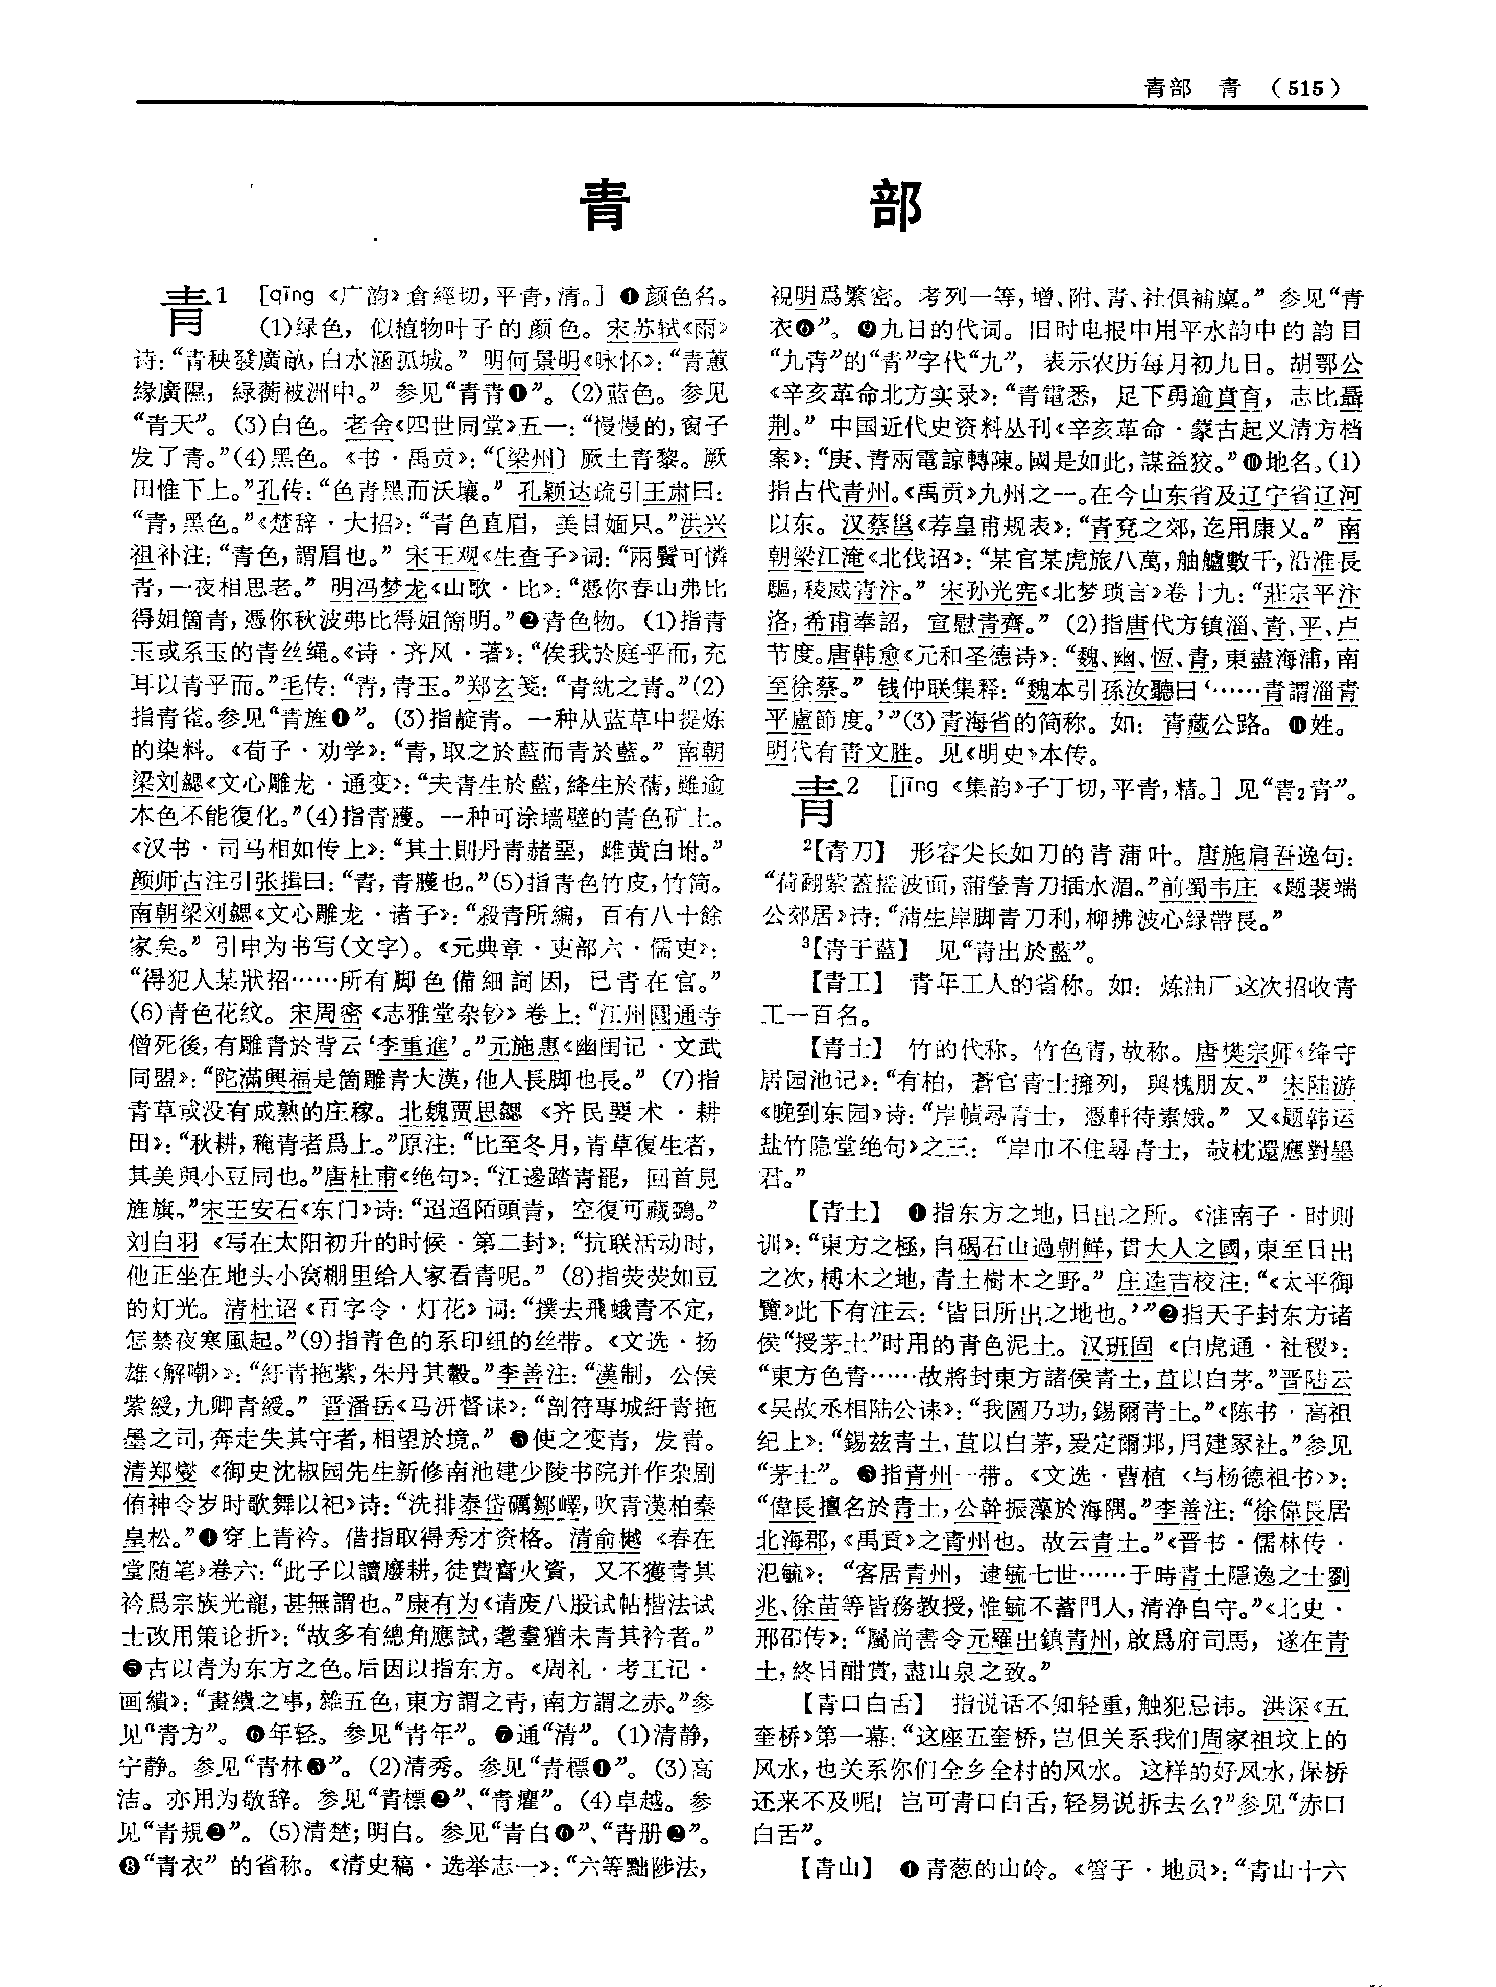 青部　青　（515）
青　部
青1　[qīng《广韵》倉經切，平青，清。]❶颜色名。
(1)绿色，似植物叶子的颜色。宋苏轼《雨》
诗：“青秧發廣畝，白水涵孤城。”明何景明《咏怀》：“青蕙
緣廣隰，綠蘅被洲中。”参见“青青❶”。(2)蓝色。参见
“青天”。(3)白色。老舍《四世同堂》五一：“慢慢的，窗子
发了青。”(4)黑色。《书·禹贡》：“〔梁州〕厥土青黎。厥
田惟下上。”孔传：“色青黑而沃壤。”孔颖达疏引王肃曰：
“青，黑色。”《楚辞·大招》：“青色直眉，美目媔只。”洪兴
祖补注：“青色，謂眉也。”宋王观《生查子》词：“兩鬢可憐
青，一夜相思老。”明冯梦龙《山歌·比》：“憑你春山弗比
得姐箇青，憑你秋波弗比得姐箇明。”❷青色物。(1)指青
玉或系玉的青丝绳。《诗·齐风·著》：“俟我於庭乎而，充
耳以青乎而。”毛传：“青，青玉。”郑玄笺：“青紞之青。”(2)
指青雀。参见“青旌❶”。(3)指靛青。一种从蓝草中提炼
的染料。《荀子·劝学》：“青，取之於藍而青於藍。”南朝
梁刘勰《文心雕龙·通变》：“夫青生於藍，絳生於蒨，雖逾
本色不能復化。”(4)指青雘。一种可涂墙壁的青色矿土。
《汉书·司马相如传上》：“其土則丹青赭堊，雌黄白坿。”
颜师古注引张揖曰：“青，青雘也。”(5)指青色竹皮，竹简。
南朝梁刘勰《文心雕龙·诸子》：“殺青所編，百有八十餘
家矣。”引申为书写(文字)。《元典章·吏部六·儒吏》：
“得犯人某狀招……所有脚色備細詞因，已青在官。”
(6)青色花纹。宋周密《志雅堂杂钞》卷上：“江州圓通寺
僧死後，有雕青於背云‘李重進’。”元施惠《幽闺记·文武
同盟》：“陀滿興福是箇雕青大漢，他人長脚也長。”(7)指
青草或没有成熟的庄稼。北魏贾思勰《齐民要术·耕
田》：“秋耕，䅖青者爲上。”原注：“比至冬月，青草復生者，
其美與小豆同也。”唐杜甫《绝句》：“江邊踏青罷，回首見
旌旗。”宋王安石《东门》诗：“迢迢陌頭青，空復可藏鵶。”
刘白羽《写在太阳初升的时候·第二封》：“抗联活动时，
他正坐在地头小窝棚里给人家看青呢。”(8)指荧荧如豆
的灯光。清杜诏《百字令·灯花》词：“撲去飛蛾青不定，
怎禁夜寒風起。”(9)指青色的系印纽的丝带。《文选·扬
雄〈解嘲〉》：“紆青拖紫，朱丹其轂。”李善注：“漢制，公侯
紫綬，九卿青綬。”晋潘岳《马汧督诔》：“剖符專城紆青拖
墨之司，奔走失其守者，相望於境。”❸使之变青，发青。
清郑燮《御史沈椒园先生新修南池建少陵书院并作杂剧
侑神令岁时歌舞以祀》诗：“洗排泰岱礪鄒嶧，吹青漢柏秦
皇松。”❹穿上青衿。借指取得秀才资格。清俞樾《春在
堂随笔》卷六：“此子以讀廢耕，徒費膏火資，又不獲青其
衿爲宗族光寵，甚無謂也。”康有为《请废八股试帖楷法试
士改用策论折》：“故多有總角應試，耄耋猶未青其衿者。”
❺古以青为东方之色。后因以指东方。《周礼·考工记·
画繢》：“畫繢之事，雜五色，東方謂之青，南方謂之赤。”参
见“青方”。❻年轻。参见“青年”。❼通“清”。(1)清静，
宁静。参见“青林❸”。(2)清秀。参见“青標❶”。(3)高
洁。亦用为敬辞。参见“青標❷”、“青癯”。(4)卓越。参
见“青規❷”。(5)清楚；明白。参见“青白❻”、“青册❷”。
❽“青衣”的省称。《清史稿·选举志一》：“六等黜陟法，
視明爲繁密。考列一等，增、附、青、社俱補廩。”参见“青
衣❻”。❾九日的代词。旧时电报中用平水韵中的韵目
“九青”的“青”字代“九”，表示农历每月初九日。胡鄂公
《辛亥革命北方实录》：“青電悉，足下勇逾賁育，志比聶
荆。”中国近代史资料丛刊《辛亥革命·蒙古起义清方档
案》：“庚、青兩電諒轉陳。國是如此，謀益狡。”❿地名。(1)
指古代青州。《禹贡》九州之一。在今山东省及辽宁省辽河
以东。汉蔡邕《荐皇甫规表》：“青兗之郊，迄用康乂。”南
朝梁江淹《北伐诏》：“某官某虎旅八萬，舳艫數千，沿淮長
驅，稜威青汴。”宋孙光宪《北梦琐言》卷十九：“莊宗平汴
洛，希甫奉詔，宣慰青齊。”(2)指唐代方镇淄、青、平、卢
节度。唐韩愈《元和圣德诗》：“魏、幽、恆、青，東盡海浦，南
至徐蔡。”钱仲联集释：“魏本引孫汝聽曰‘……青謂淄青
平盧節度。’”(3)青海省的简称。如：青藏公路。⓫姓。
明代有青文胜。见《明史》本传。
青2　[jīng《集韵》子丁切，平青，精。]见“青2青”。
2【青刀】　形容尖长如刀的青蒲叶。唐施肩吾逸句：
“荷翻紫蓋摇波面，蒲瑩青刀插水湄。”前蜀韦庄《题裴端
公郊居》诗：“蒲生岸脚青刀利，柳拂波心緑帶長。”
3【青于藍】　见“青出於藍”。
【青工】　青年工人的省称。如：炼油厂这次招收青
工一百名。
【青士】　竹的代称。竹色青，故称。唐樊宗师《绛守
居园池记》：“有柏，蒼官青士擁列，與槐朋友、”宋陆游
《晚到东园》诗：“岸幘尋青士，憑軒待素娥。”又《题韩运
盐竹隐堂绝句》之三：“岸巾不住尋青士，攲枕還應對墨
君。”
【青土】　❶指东方之地，日出之所。《淮南子·时则
训》：“東方之極，自碣石山過朝鮮，貫大人之國，東至日出
之次，榑木之地，青土樹木之野。”庄逵吉校注：“《太平御
覽》此下有注云：‘皆日所出之地也。’”❷指天子封东方诸
侯“授茅土”时用的青色泥土。汉班固《白虎通·社稷》：
“東方色青……故將封東方諸侯青土，苴以白茅。”晋陆云
《吴故丞相陆公诔》：“我圖乃功，錫爾青土。”《陈书·高祖
纪上》：“錫兹青土，苴以白茅，爰定爾邦，用建冢社。”参见
“茅土”。❸指青州一带。《文选·曹植〈与杨德祖书〉》：
“偉長擅名於青土，公幹振藻於海隅。”李善注：“徐偉長居
北海郡，《禹貢》之青州也。故云青土。”《晋书·儒林传·
氾毓》：“客居青州，逮毓七世……于時青土隱逸之士劉
兆、徐苗等皆務教授，惟毓不蓄門人，清净自守。”《北史·
邢邵传》：“屬尚書令元羅出鎮青州，啟爲府司馬，遂在青
土，終日酣賞，盡山泉之致。”
【青口白舌】　指说话不知轻重，触犯忌讳。洪深《五
奎桥》第一幕：“这座五奎桥，岂但关系我们周家祖坟上的
风水，也关系你们全乡全村的风水。这样的好风水，保桥
还来不及呢！岂可青口白舌，轻易说拆去么？”参见“赤口
白舌”。
【青山】　❶青葱的山岭。《管子·地员》：“青山十六